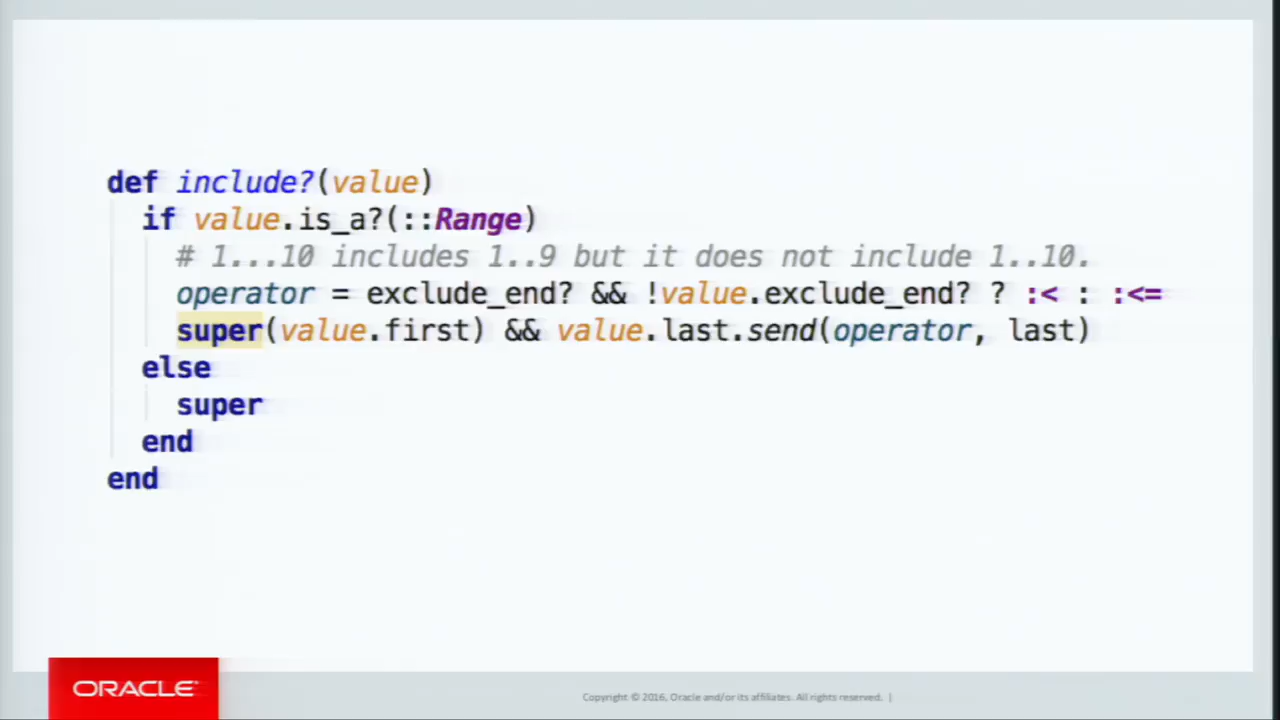 def include?(value)
if value.is_a?(::Range)
# 1...10 includes 1..9 but it does not include 1..10.
operator = exclude_end? && !value.exclude_end? ? :< : :<=
super(value.first) && value.last.send(operator, last)
else
super
end
end
ORACLE
Copyright © 2016, Oracle and/or its affiliates. All rights reserved. |